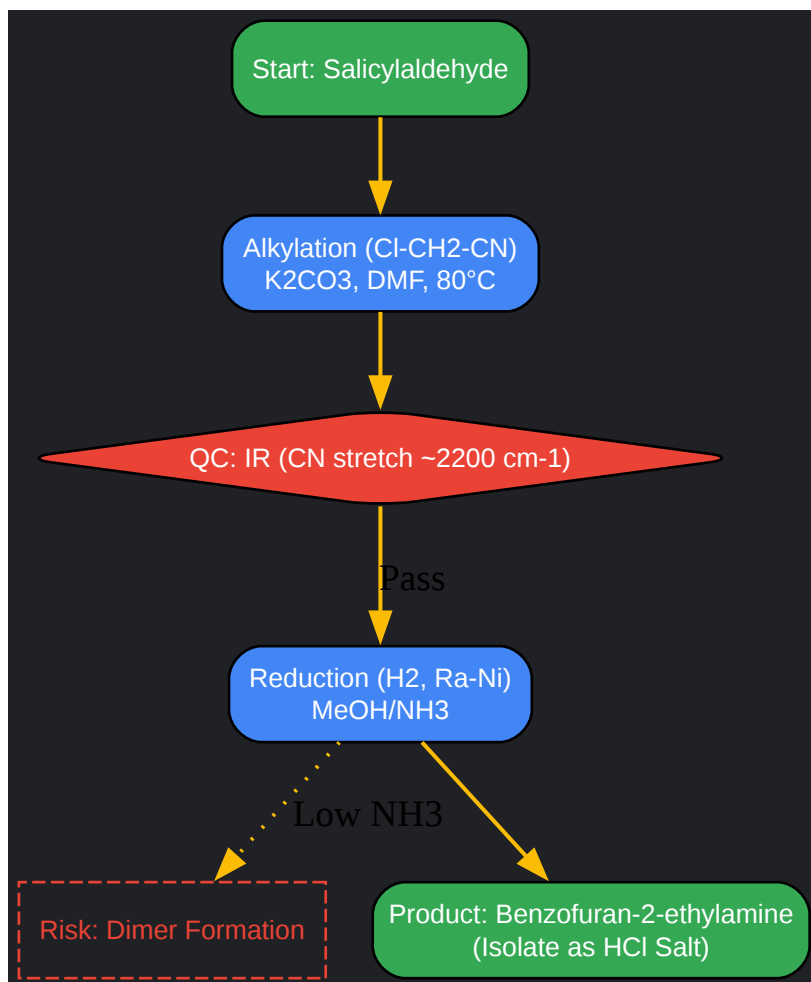 Start: Salicylaldehyde
Alkylation (Cl-CH2-CN)
K2CO3, DMF, 80°C
QC: IR (CN stretch ~2200 cm-1)
Pass
Reduction (H2, Ra-Ni)
MeOH/NH3
Low NH3
Risk: Dimer Formation
Product: Benzofuran-2-ethylamine
(Isolate as HCl Salt)